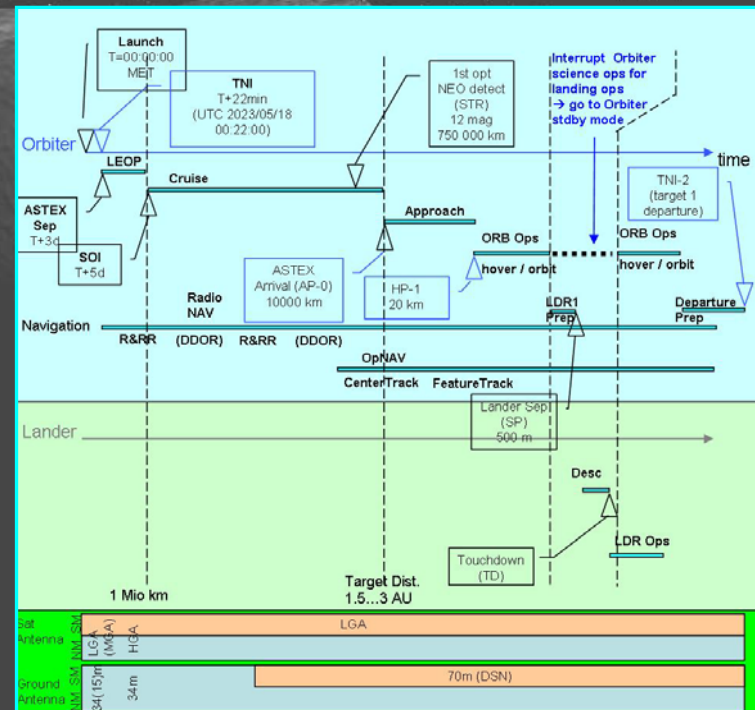 Launch
T=00:00:00
MET
TNI
T+22min
(UTC 2023/05/18
00:22:00)
1st opt
NEO detect
(STR)
12 mag
750 000 km
Interrupt Orbiter
science ops for
landing ops
→ go to Orbiter
stdby mode
Orbiter
time
LEOP
Cruise
TNI-2
(target 1
departure)
ASTEX
Sep
T+3d
SOI
T+5d
Approach
ORB Ops
ORB Ops
hover / orbit
hover / orbit
ASTEX
Arrival (AP-0)
10000 km
HP-1
20 km
Radio
NAV
LDR1
Prep
Departure
Prep
Navigation
R&RR
(DDOR)
R&RR
(DDOR)
OpNAV
CenterTrack
FeatureTrack
Lander Sep
(SP)
500 m
Lander
Desc
LDR Ops
Touchdown
(TD)
1 Mio km
Target Dist.
1.5...3 AU
Sat
Antenna
NM SM
LGA
(MGA)
HGA
LGA
Ground
Antenna
NM SM
34(15)m
34m
70m (DSN)